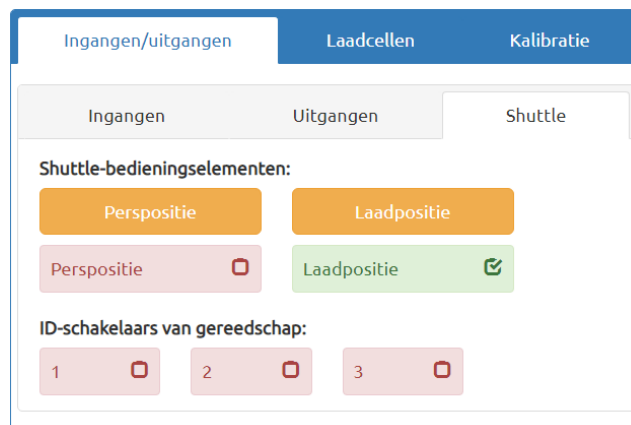 Ingangen/uitgangen Laadcellen Kalibratie
Ingangen Uitgangen Shuttle
Shuttle-bedieningselementen:
Perspositie Laadpositie
Perspositie Laadpositie
ID-schakelaars van gereedschap:
1 2 3